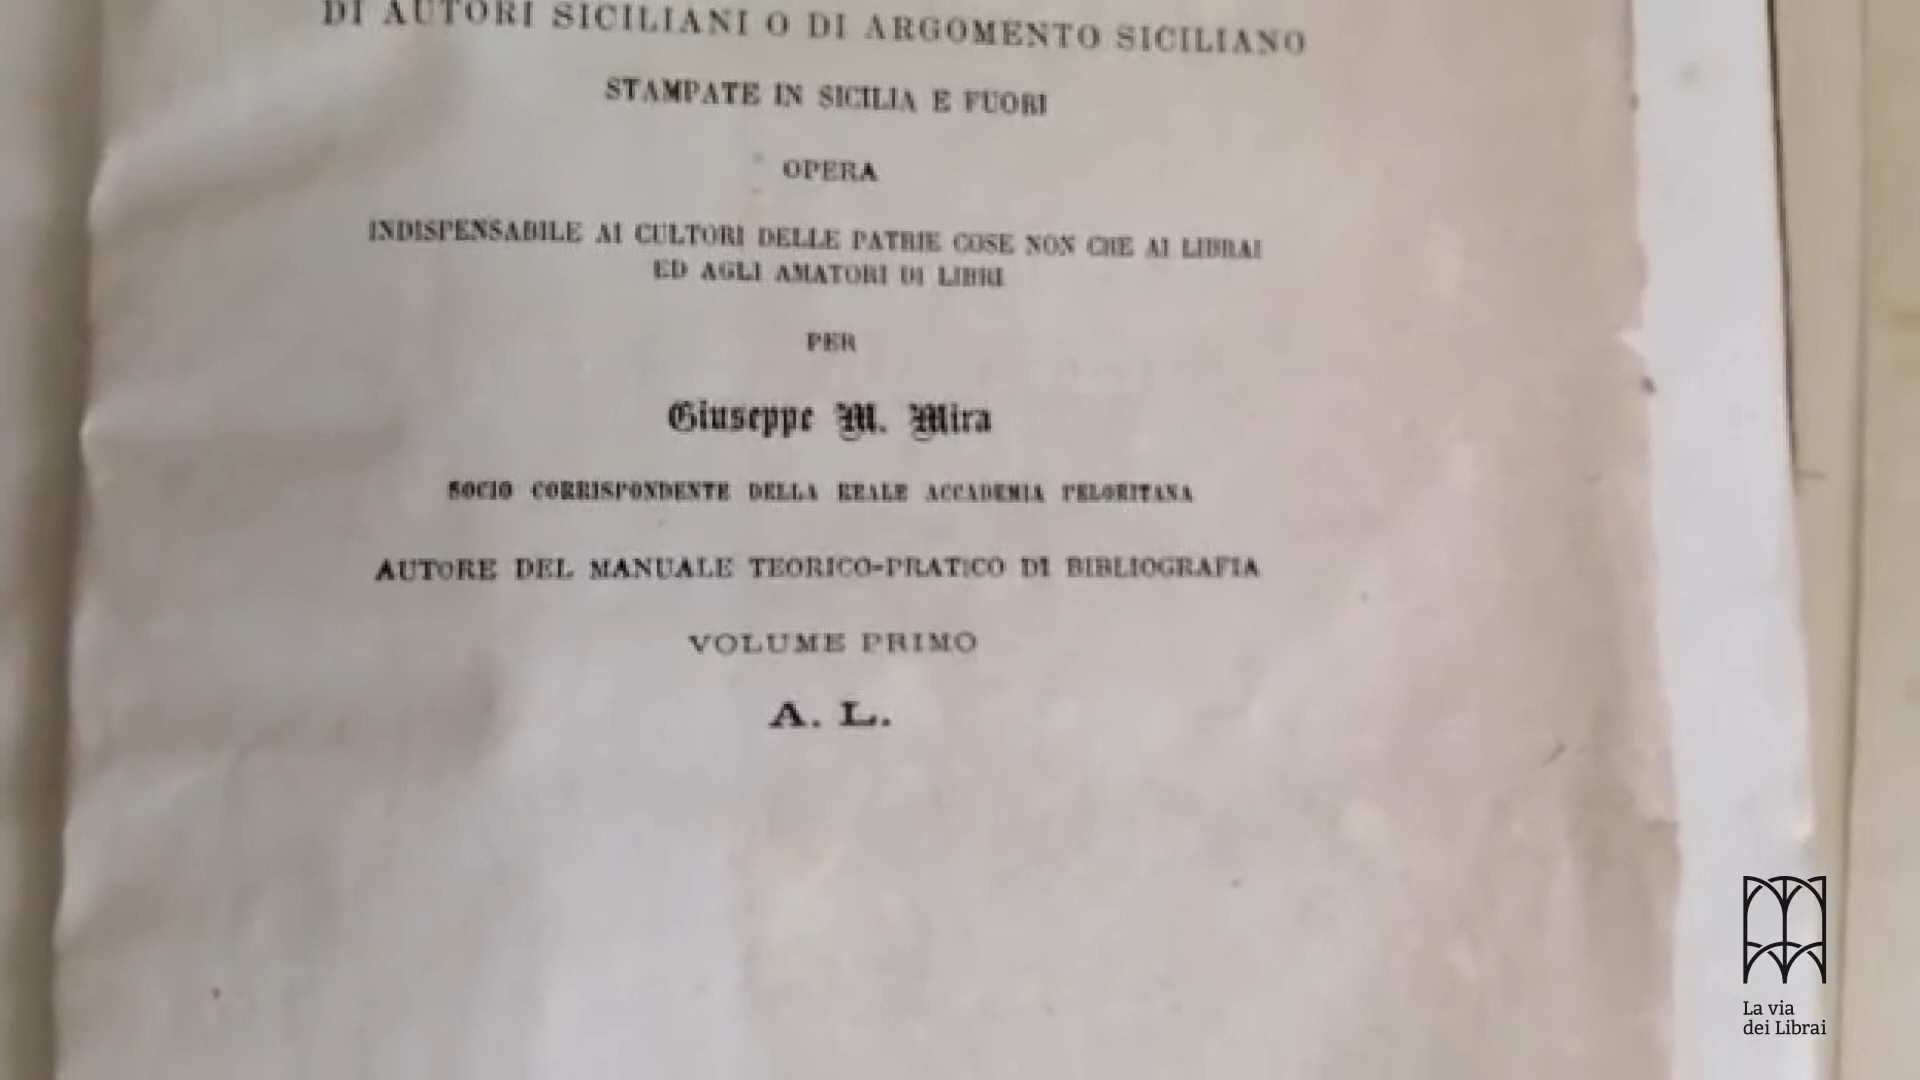 DI AUTORI SICILIANI O DI ARGOMENTO SICILIANO
STAMPATE IN SICILIA E FUORI
OPERA
INDISPENSABILE AI CULTORI DELLE PATRIE COSE NON CHE AI LIBRAI
ED AGLI AMATORI DI LIBRI
PER
Giuseppe M. Mira
SOCIO CORRISPONDENTE DELLA REALE ACCADEMIA PELORITANA
AUTORE DEL MANUALE TEORICO-PRATICO DI BIBLIOGRAFIA
VOLUME PRIMO
A. L.
La via
dei Librai